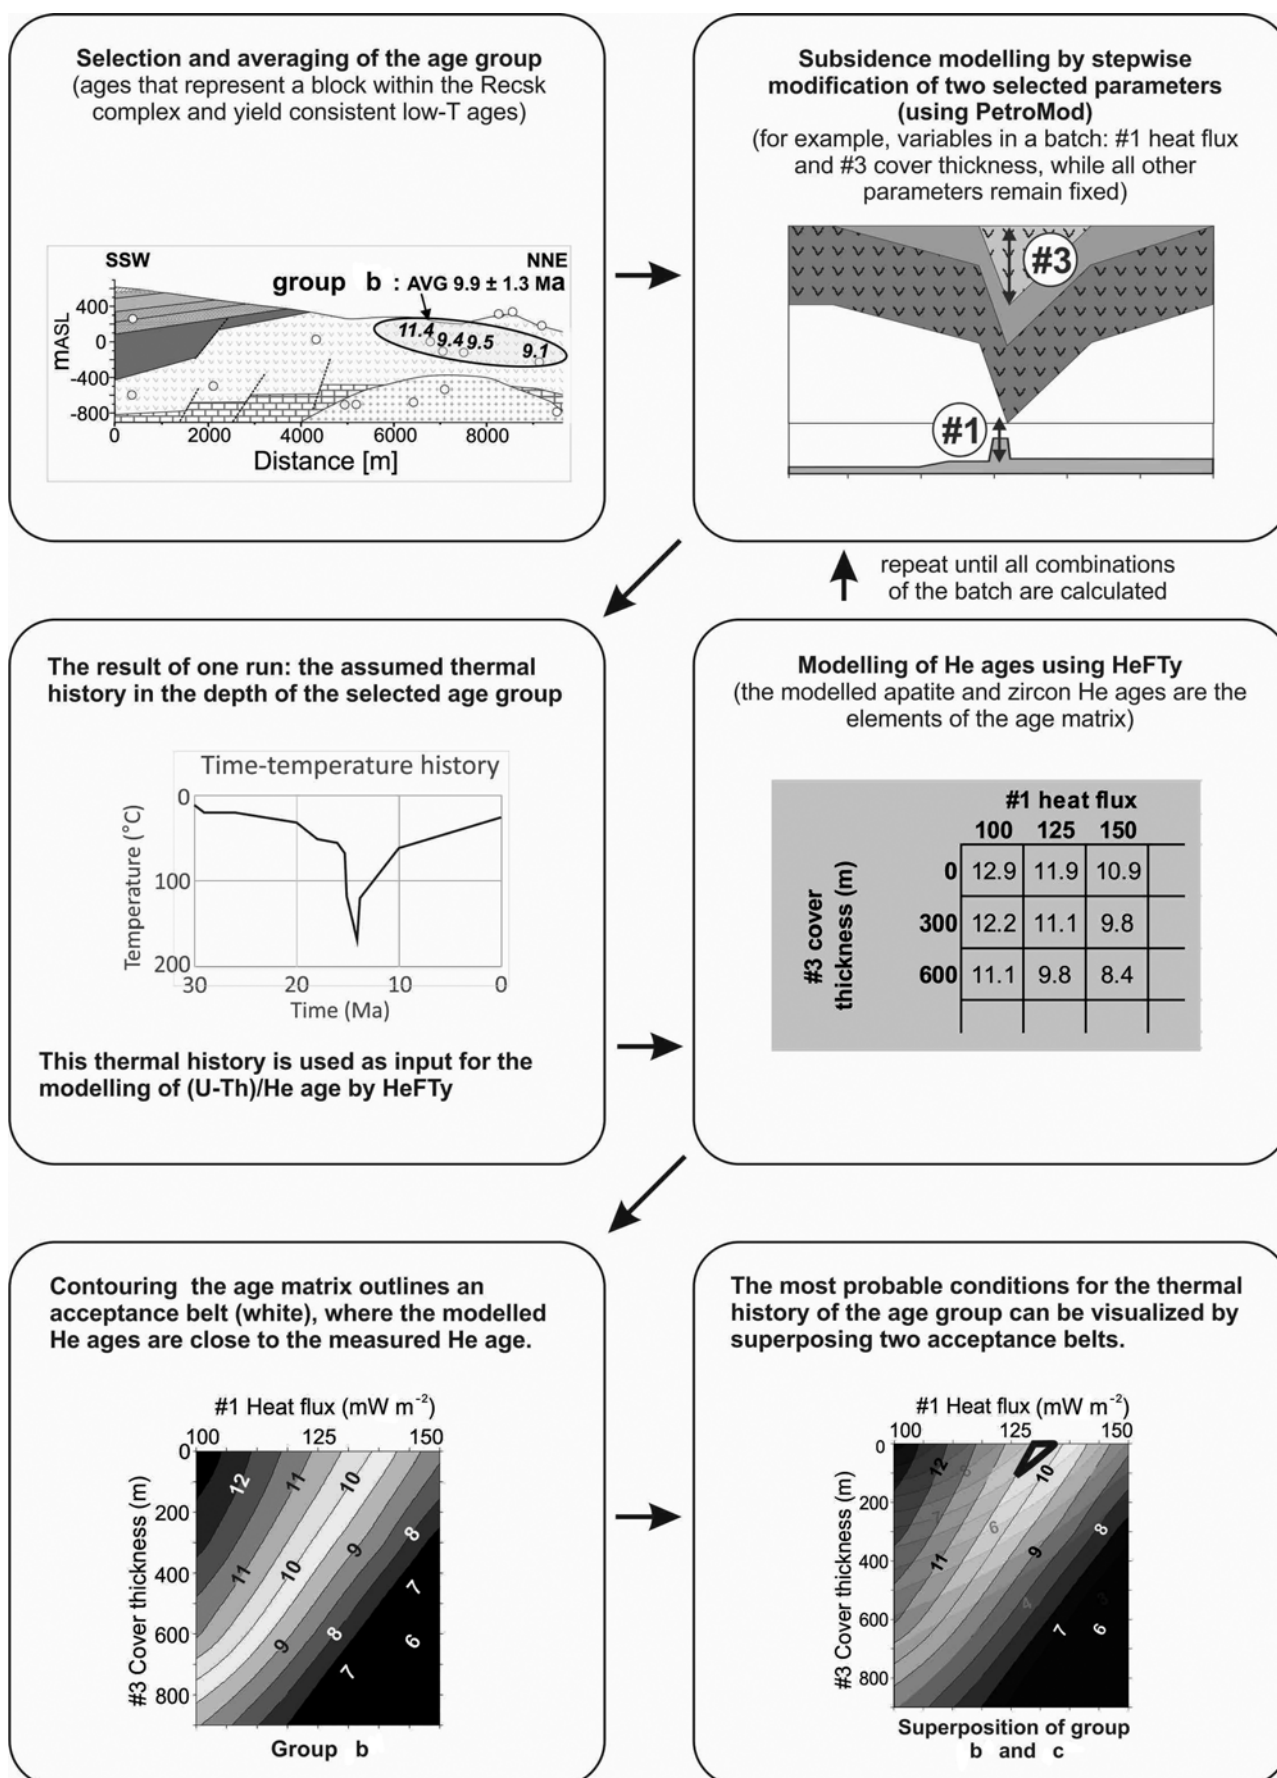 Selection and averaging of the age group
(ages that represent a block within the Recsk
complex and yield consistent low-T ages)
SSW
NNE
group b : AVG 9.9 ± 1.3 Ma
mASL
400
0
-400
-800
11.4
9.4
9.5
9.1
0
2000
4000
6000
8000
Distance [m]
Subsidence modelling by stepwise
modification of two selected parameters
(using PetroMod)
(for example, variables in a batch: #1 heat flux
and #3 cover thickness, while all other
parameters remain fixed)
#3
#1
repeat until all combinations
of the batch are calculated
The result of one run: the assumed thermal
history in the depth of the selected age group
Time-temperature history
Temperature (°C)
0
100
200
30
20
10
0
Time (Ma)
This thermal history is used as input for the
modelling of (U-Th)/He age by HeFTy
Modelling of He ages using HeFTy
(the modelled apatite and zircon He ages are the
elements of the age matrix)
#1 heat flux
100 125 150
#3 cover
thickness (m)
0 12.9 11.9 10.9
300 12.2 11.1 9.8
600 11.1 9.8 8.4
Contouring the age matrix outlines an
acceptance belt (white), where the modelled
He ages are close to the measured He age.
#1 Heat flux (mW m⁻²)
100 125 150
#3 Cover thickness (m)
0
200
400
600
800
12
11
10
11
10
9
8
9
8
7
7
6
Group b
The most probable conditions for the thermal
history of the age group can be visualized by
superposing two acceptance belts.
#1 Heat flux (mW m⁻²)
100 125 150
#3 Cover thickness (m)
0
200
400
600
800
12
8
10
7
6
8
11
9
4
3
7
6
Superposition of group
b and c